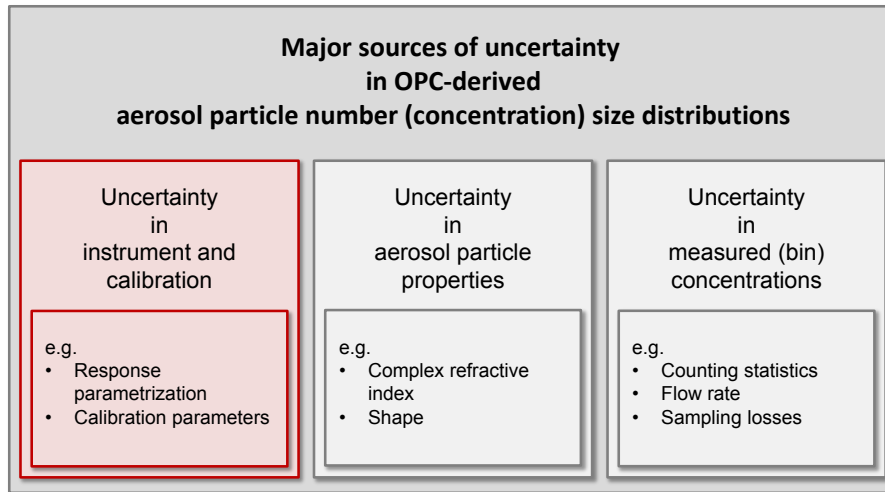 Major sources of uncertainty
in OPC-derived
aerosol particle number (concentration) size distributions
Uncertainty
in
instrument and
calibration
e.g.
• Response
parametrization
• Calibration parameters
Uncertainty
in
aerosol particle
properties
e.g.
• Complex refractive
index
• Shape
Uncertainty
in
measured (bin)
concentrations
e.g.
• Counting statistics
• Flow rate
• Sampling losses